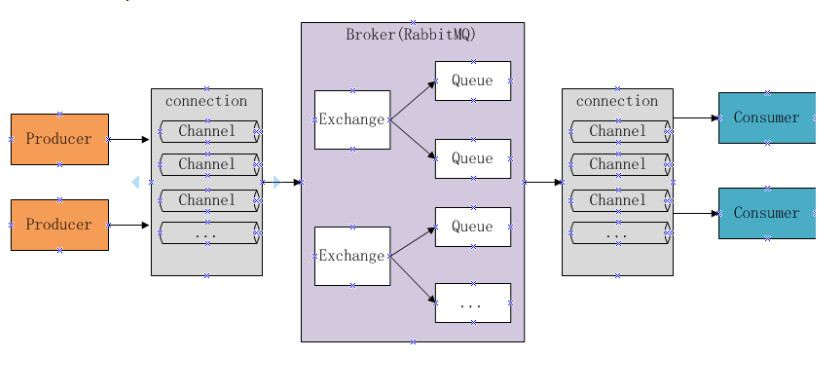 Producer
Producer
connection
Channel
Channel
Channel
...
Broker(RabbitMQ)
Exchange
Queue
Queue
Exchange
Queue
...
connection
Channel
Channel
Channel
...
Consumer
Consumer